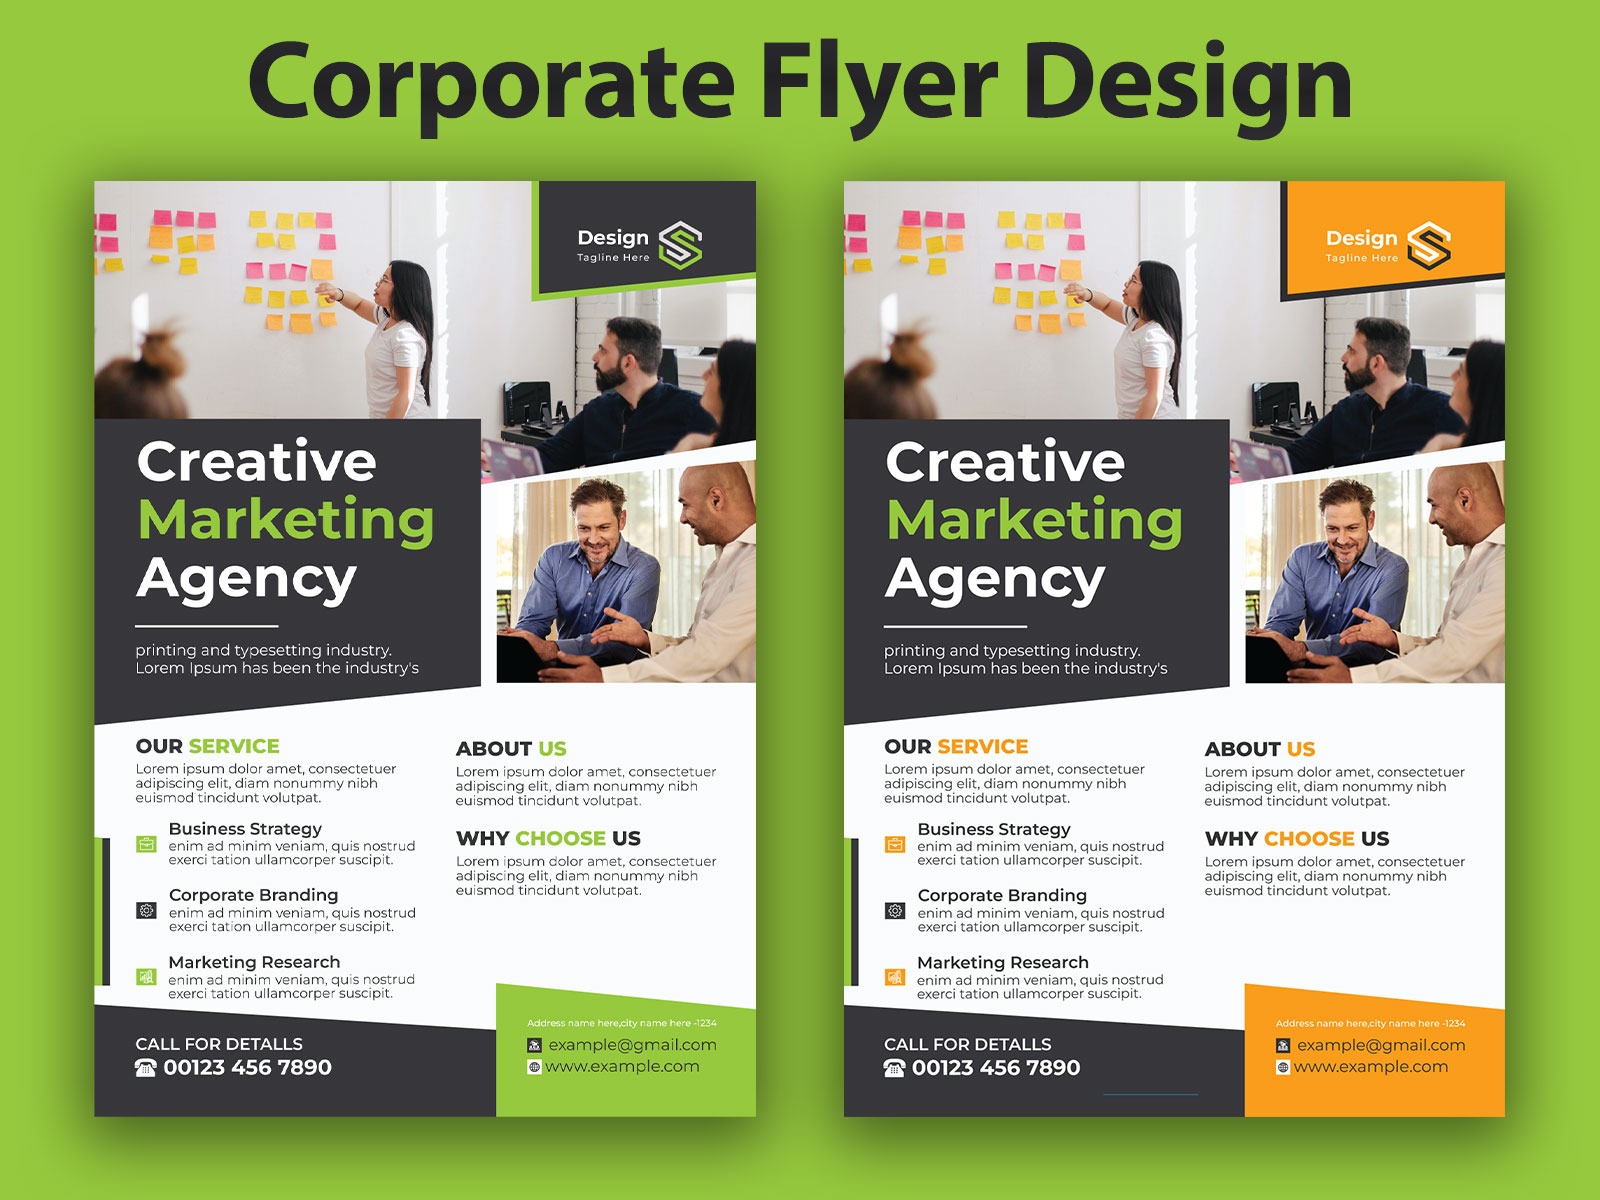 Corporate Flyer Design
Design
Tagline Here
Creative
Marketing
Agency
printing and typesetting industry.
Lorem Ipsum has been the industry's
OUR SERVICE
Lorem ipsum dolor amet, consectetuer
adipiscing elit, diam nonummy nibh
euismod tincidunt volutpat.
Business Strategy
enim ad minim veniam, quis nostrud
exerci tation ullamcorper suscipit.
Corporate Branding
enim ad minim veniam, quis nostrud
exerci tation ullamcorper suscipit.
Marketing Research
enim ad minim veniam, quis nostrud
exerci tation ullamcorper suscipit.
ABOUT US
Lorem ipsum dolor amet, consectetuer
adipiscing elit, diam nonummy nibh
euismod tincidunt volutpat.
WHY CHOOSE US
Lorem ipsum dolor amet, consectetuer
adipiscing elit, diam nonummy nibh
euismod tincidunt volutpat.
CALL FOR DETALLS
00123 456 7890
Address name here,city name here -1234
example@gmail.com
www.example.com
Design
Tagline Here
Creative
Marketing
Agency
printing and typesetting industry.
Lorem Ipsum has been the industry's
OUR SERVICE
Lorem ipsum dolor amet, consectetuer
adipiscing elit, diam nonummy nibh
euismod tincidunt volutpat.
Business Strategy
enim ad minim veniam, quis nostrud
exerci tation ullamcorper suscipit.
Corporate Branding
enim ad minim veniam, quis nostrud
exerci tation ullamcorper suscipit.
Marketing Research
enim ad minim veniam, quis nostrud
exerci tation ullamcorper suscipit.
ABOUT US
Lorem ipsum dolor amet, consectetuer
adipiscing elit, diam nonummy nibh
euismod tincidunt volutpat.
WHY CHOOSE US
Lorem ipsum dolor amet, consectetuer
adipiscing elit, diam nonummy nibh
euismod tincidunt volutpat.
CALL FOR DETALLS
00123 456 7890
Address name here,city name here -1234
example@gmail.com
www.example.com